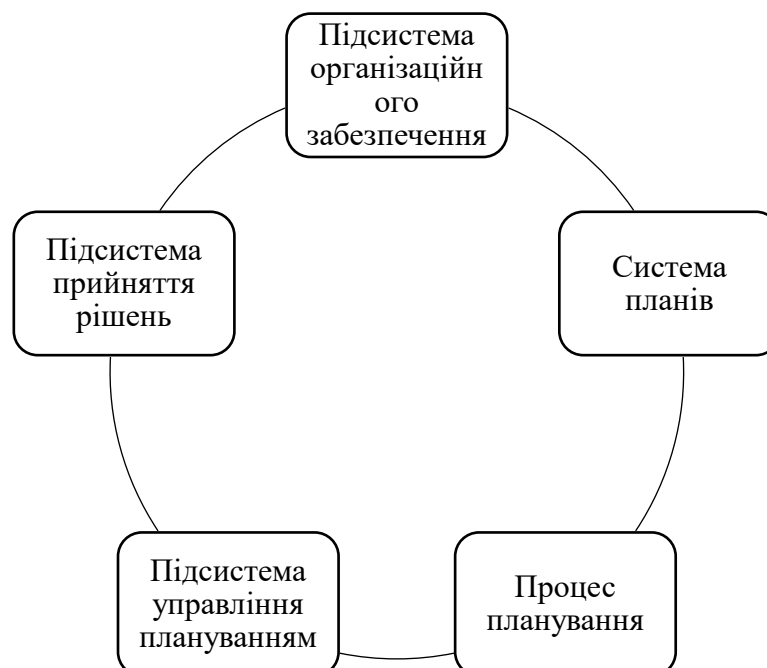 Підсистема
організаційн
ого
забезпечення
Система
планів
Процес
планування
Підсистема
управління
плануванням
Підсистема
прийняття
рішень